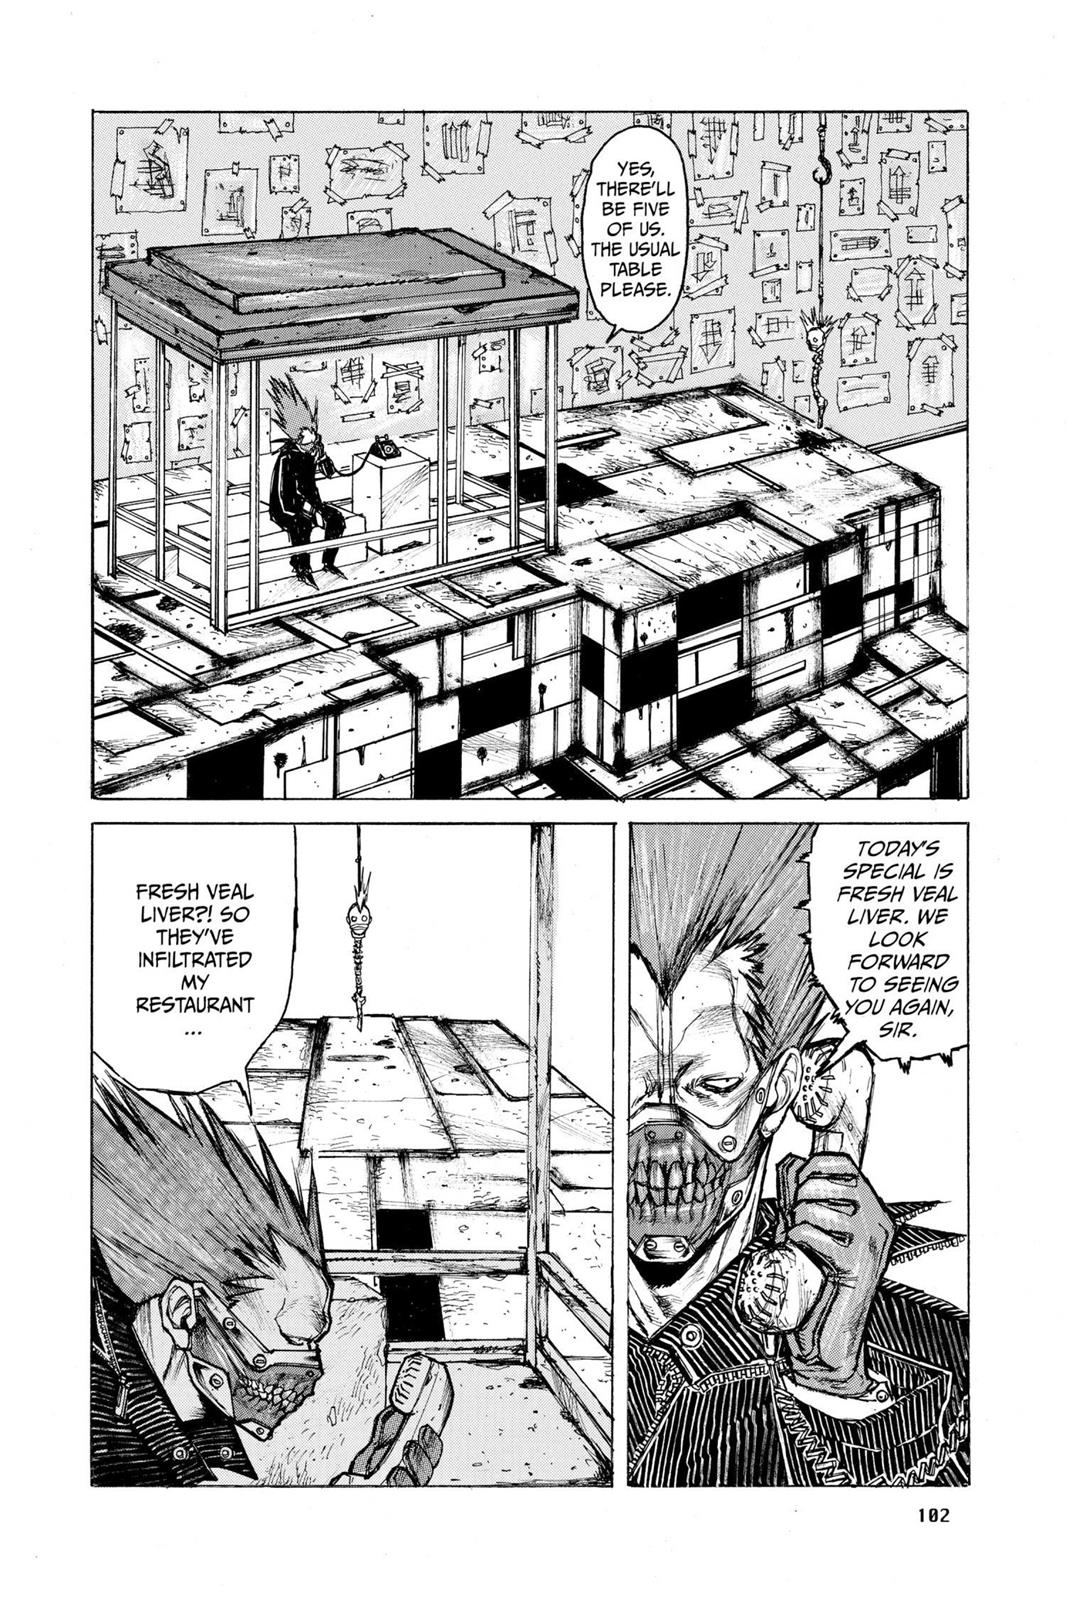 YES,
THERE'LL
BE FIVE
OF US.
THE USUAL
TABLE
PLEASE.
TODAY'S
SPECIAL IS
FRESH VEAL
LIVER. WE
LOOK
FORWARD
TO SEEING
YOU AGAIN,
SIR.
FRESH VEAL
LIVER?! SO
THEY'VE
INFILTRATED
MY
RESTAURANT
...
102